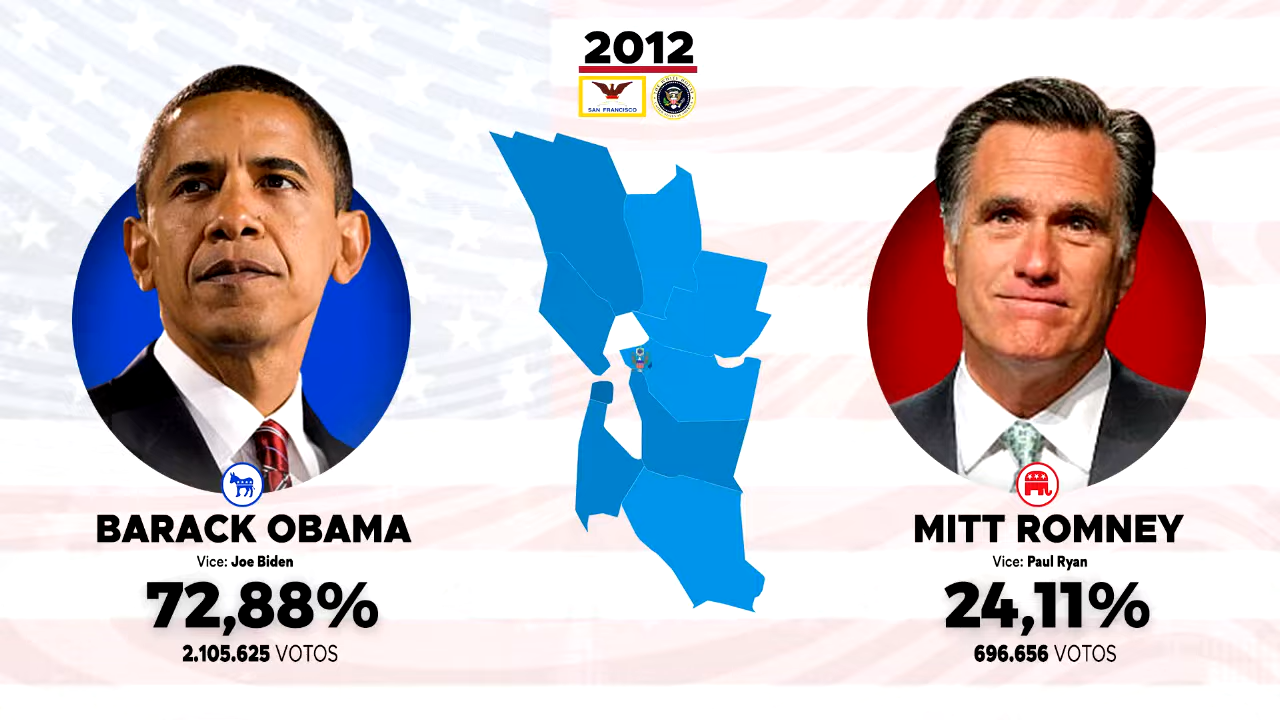 2012
SAN FRANCISCO
BARACK OBAMA
Vice: Joe Biden
72,88%
2.105.625 VOTOS
MITT ROMNEY
Vice: Paul Ryan
24,11%
696.656 VOTOS